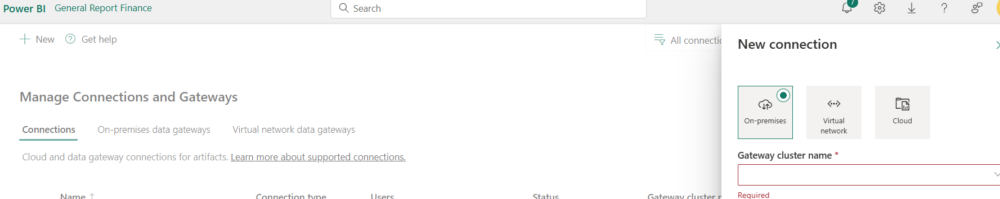 Power BI General Report Finance
Search
7
New Get help
All connectio
Manage Connections and Gateways
Connections On-premises data gateways Virtual network data gateways
Cloud and data gateway connections for artifacts. Learn more about supported connections.
Name ↑ Connection type Users Status Gateway cluster n
New connection
On-premises
Virtual
network
Cloud
Gateway cluster name *
Required